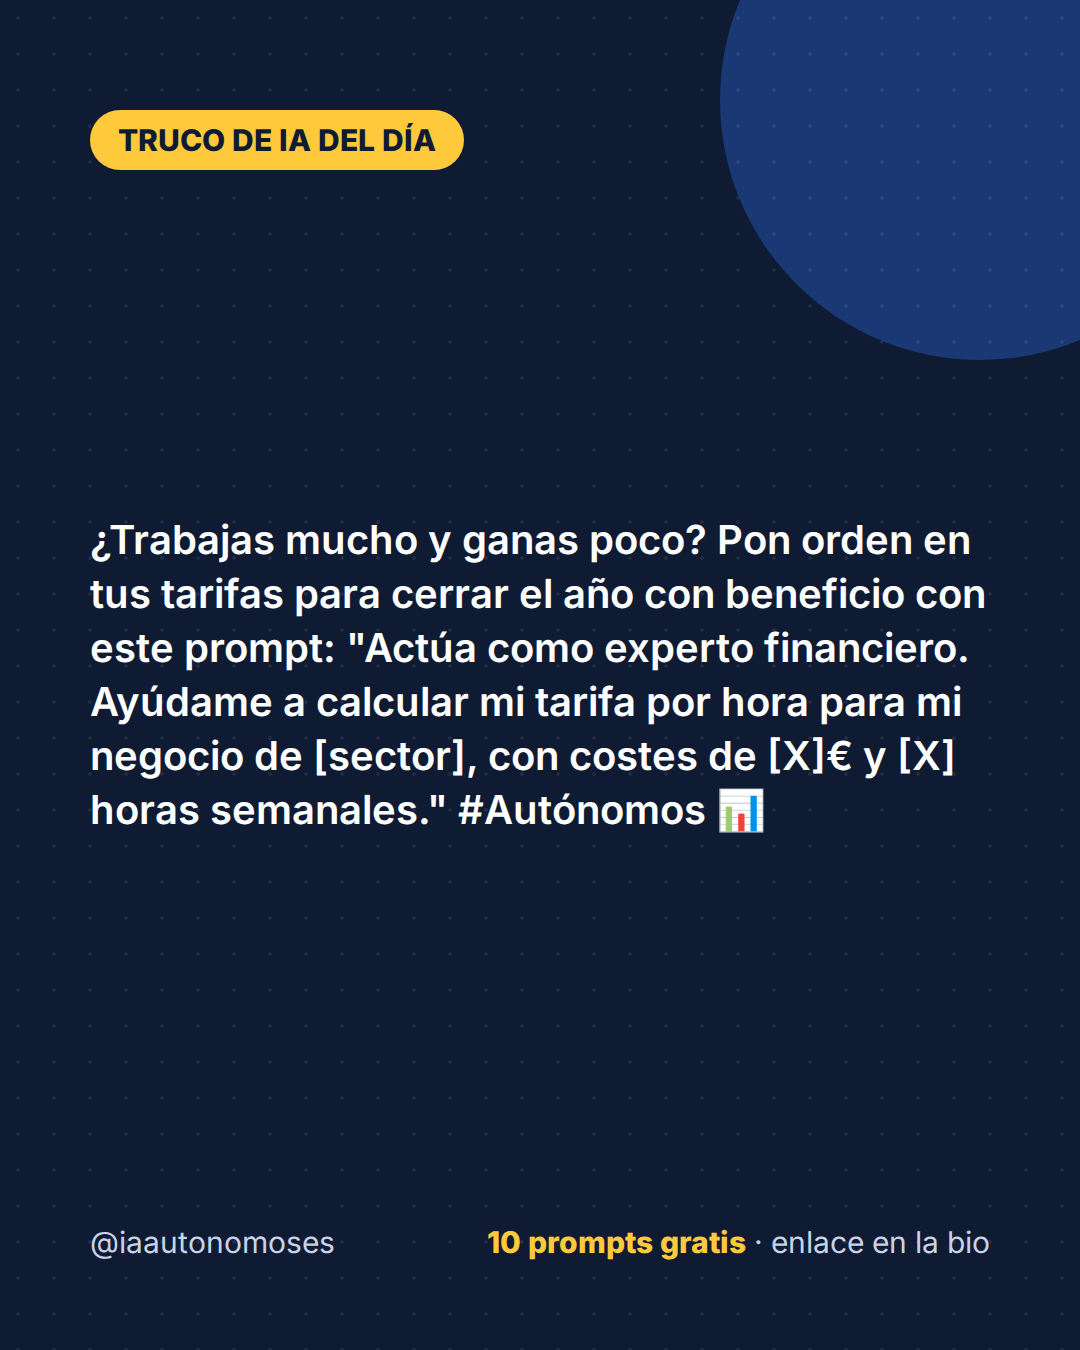 TRUCO DE IA DEL DÍA
¿Trabajas mucho y ganas poco? Pon orden en
tus tarifas para cerrar el año con beneficio con
este prompt: "Actúa como experto financiero.
Ayúdame a calcular mi tarifa por hora para mi
negocio de [sector], con costes de [X]€ y [X]
horas semanales." #Autónomos 📊
@iaautonomoses
10 prompts gratis · enlace en la bio